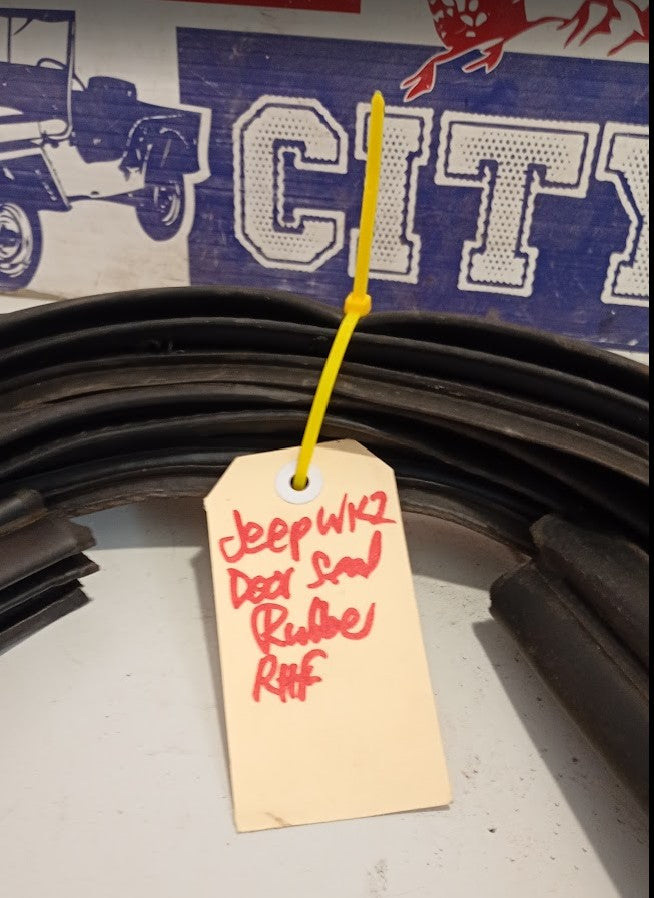 CITY
Jeep WK2
Door Seal
Rubber
RHF